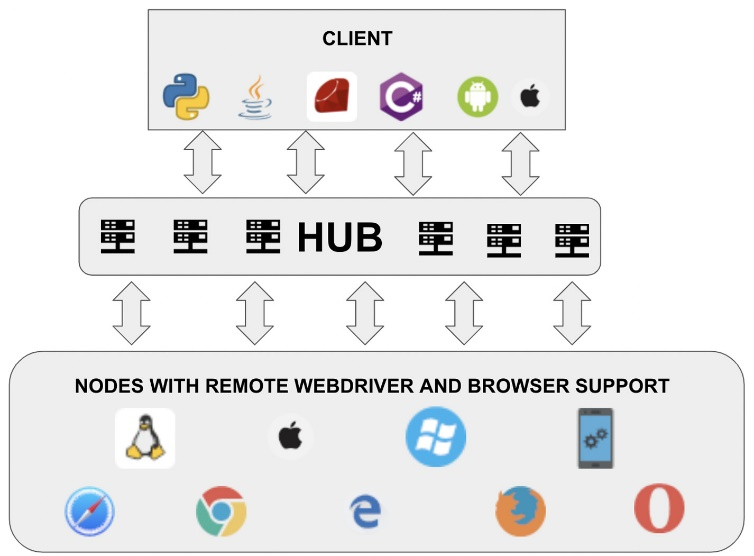 CLIENT
C#
HUB
NODES WITH REMOTE WEBDRIVER AND BROWSER SUPPORT